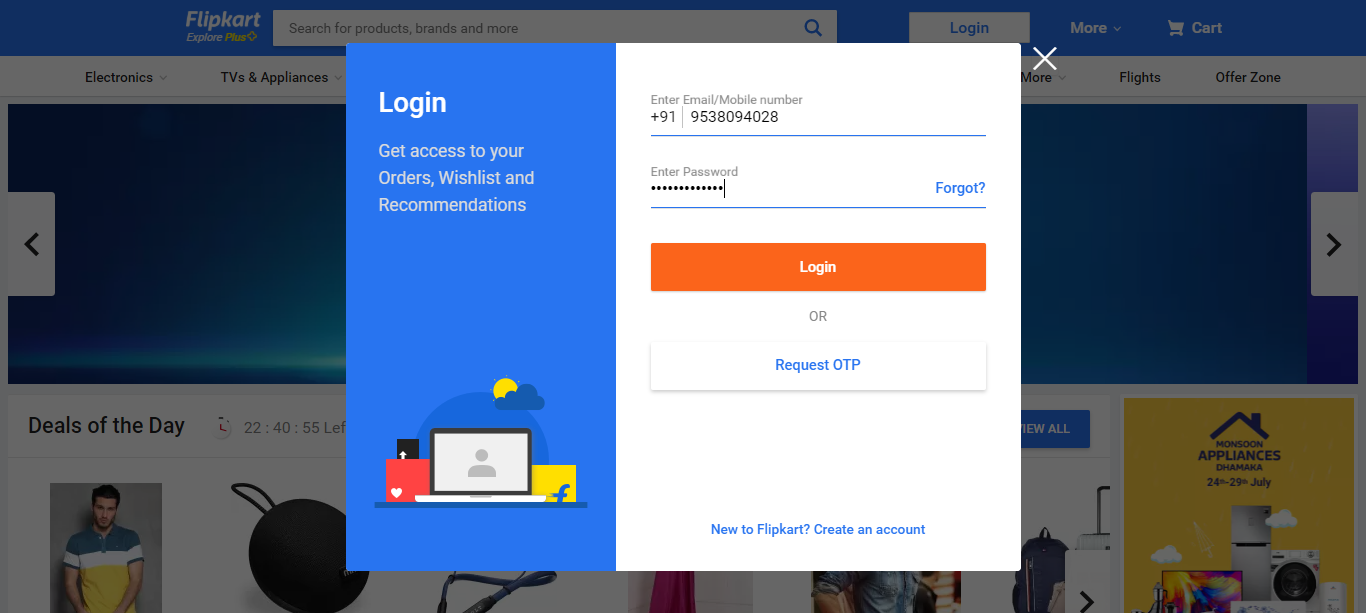 Flipkart
Explore Plus
Search for products, brands and more
Login
More
Cart
Electronics
TVs & Appliances
More
Flights
Offer Zone
Login
Get access to your
Orders, Wishlist and
Recommendations
Enter Email/Mobile number
+91 9538094028
Enter Password
•••••••••••••
Forgot?
Login
OR
Request OTP
New to Flipkart? Create an account
Deals of the Day
22 : 40 : 55 Lef
VIEW ALL
MONSOON
APPLIANCES
DHAMAKA
24th-29th July